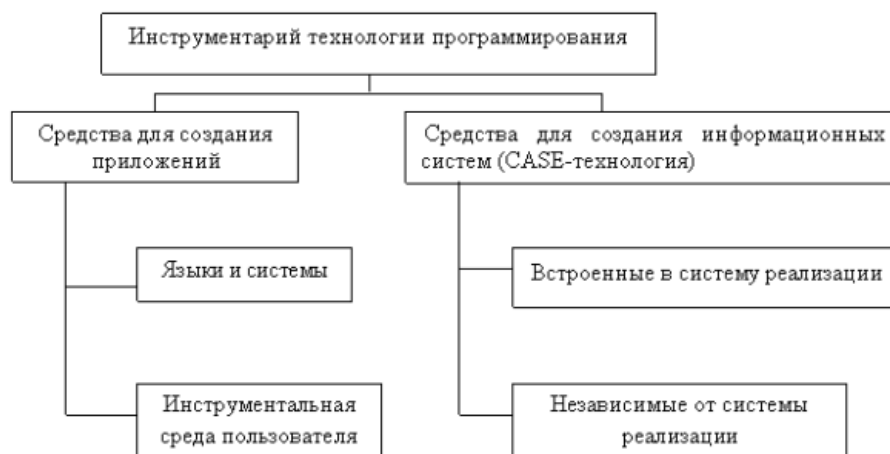 Инструментарий технологии программирования
Средства для создания
приложений
Средства для создания информационных
систем (CASE-технология)
Языки и системы
Встроенные в систему реализации
Инструментальная
среда пользователя
Независимые от системы
реализации